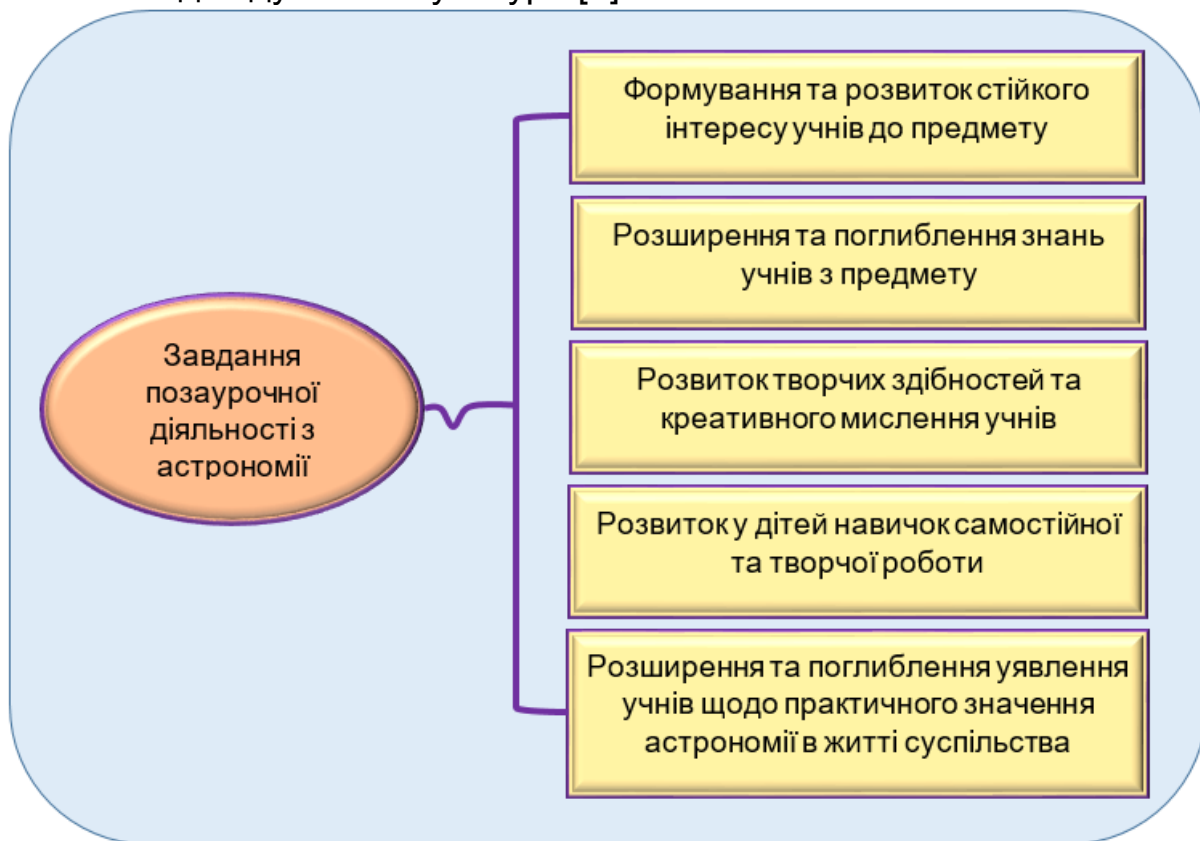 Завдання
позаурочної
діяльності з
астрономії
Формування та розвиток стійкого
інтересу учнів до предмету
Розширення та поглиблення знань
учнів з предмету
Розвиток творчих здібностей та
креативного мислення учнів
Розвиток у дітей навичок самостійної
та творчої роботи
Розширення та поглиблення уявлення
учнів щодо практичного значення
астрономії в житті суспільства